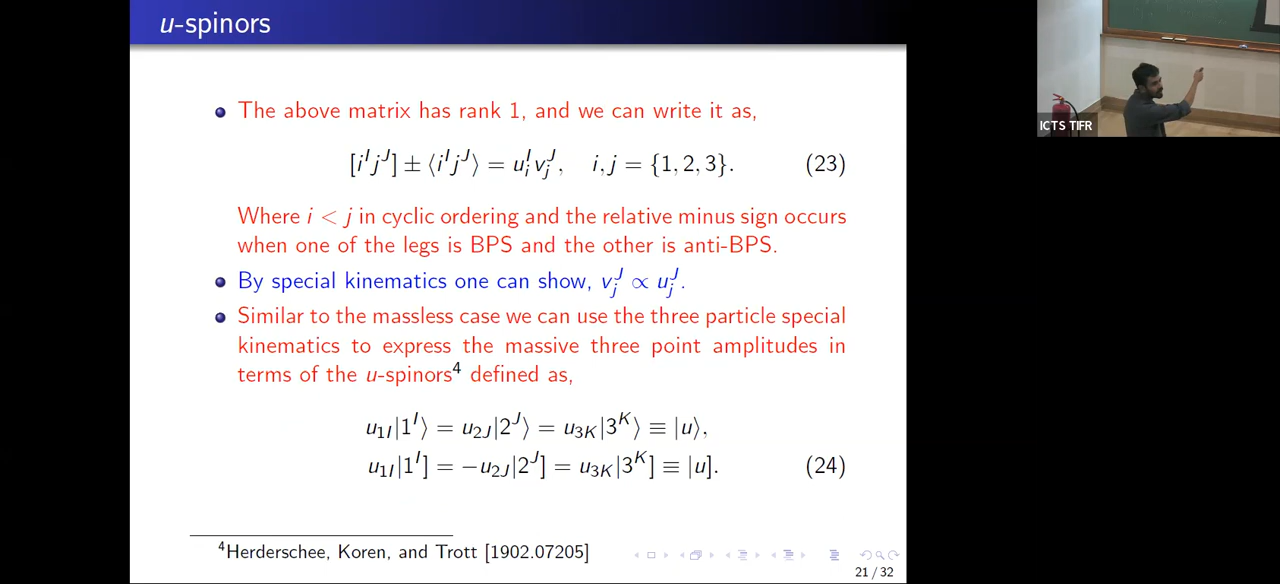 u-spinors
The above matrix has rank 1, and we can write it as,
[i^I j^J] ± ⟨i^I j^J⟩ = u_i^I v_j^J, i, j = {1, 2, 3}. (23)
Where i < j in cyclic ordering and the relative minus sign occurs
when one of the legs is BPS and the other is anti-BPS.
By special kinematics one can show, v_j^J ∝ u_j^J.
Similar to the massless case we can use the three particle special
kinematics to express the massive three point amplitudes in
terms of the u-spinors⁴ defined as,
u_{1I}|1^I⟩ = u_{2J}|2^J⟩ = u_{3K}|3^K⟩ ≡ |u⟩,
u_{1I}|1^I] = −u_{2J}|2^J] = u_{3K}|3^K] ≡ |u]. (24)
⁴Herderschee, Koren, and Trott [1902.07205]
21 / 32
ICTS TIFR